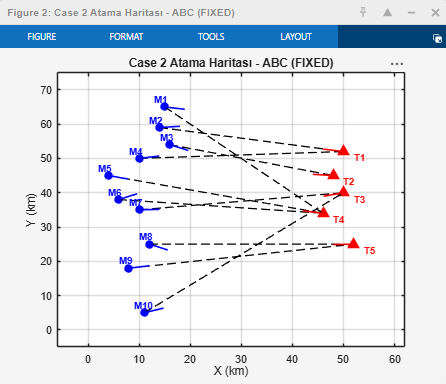 Figure 2: Case 2 Atama Haritası - ABC (FIXED)
FIGURE FORMAT TOOLS LAYOUT
Case 2 Atama Haritası - ABC (FIXED)
70
60
50
40
30
20
10
0
Y (km)
M1
M2
M3
M4
M5
M6
M7
M8
M9
M10
T1
T2
T3
T4
T5
0 10 20 30 40 50 60
X (km)